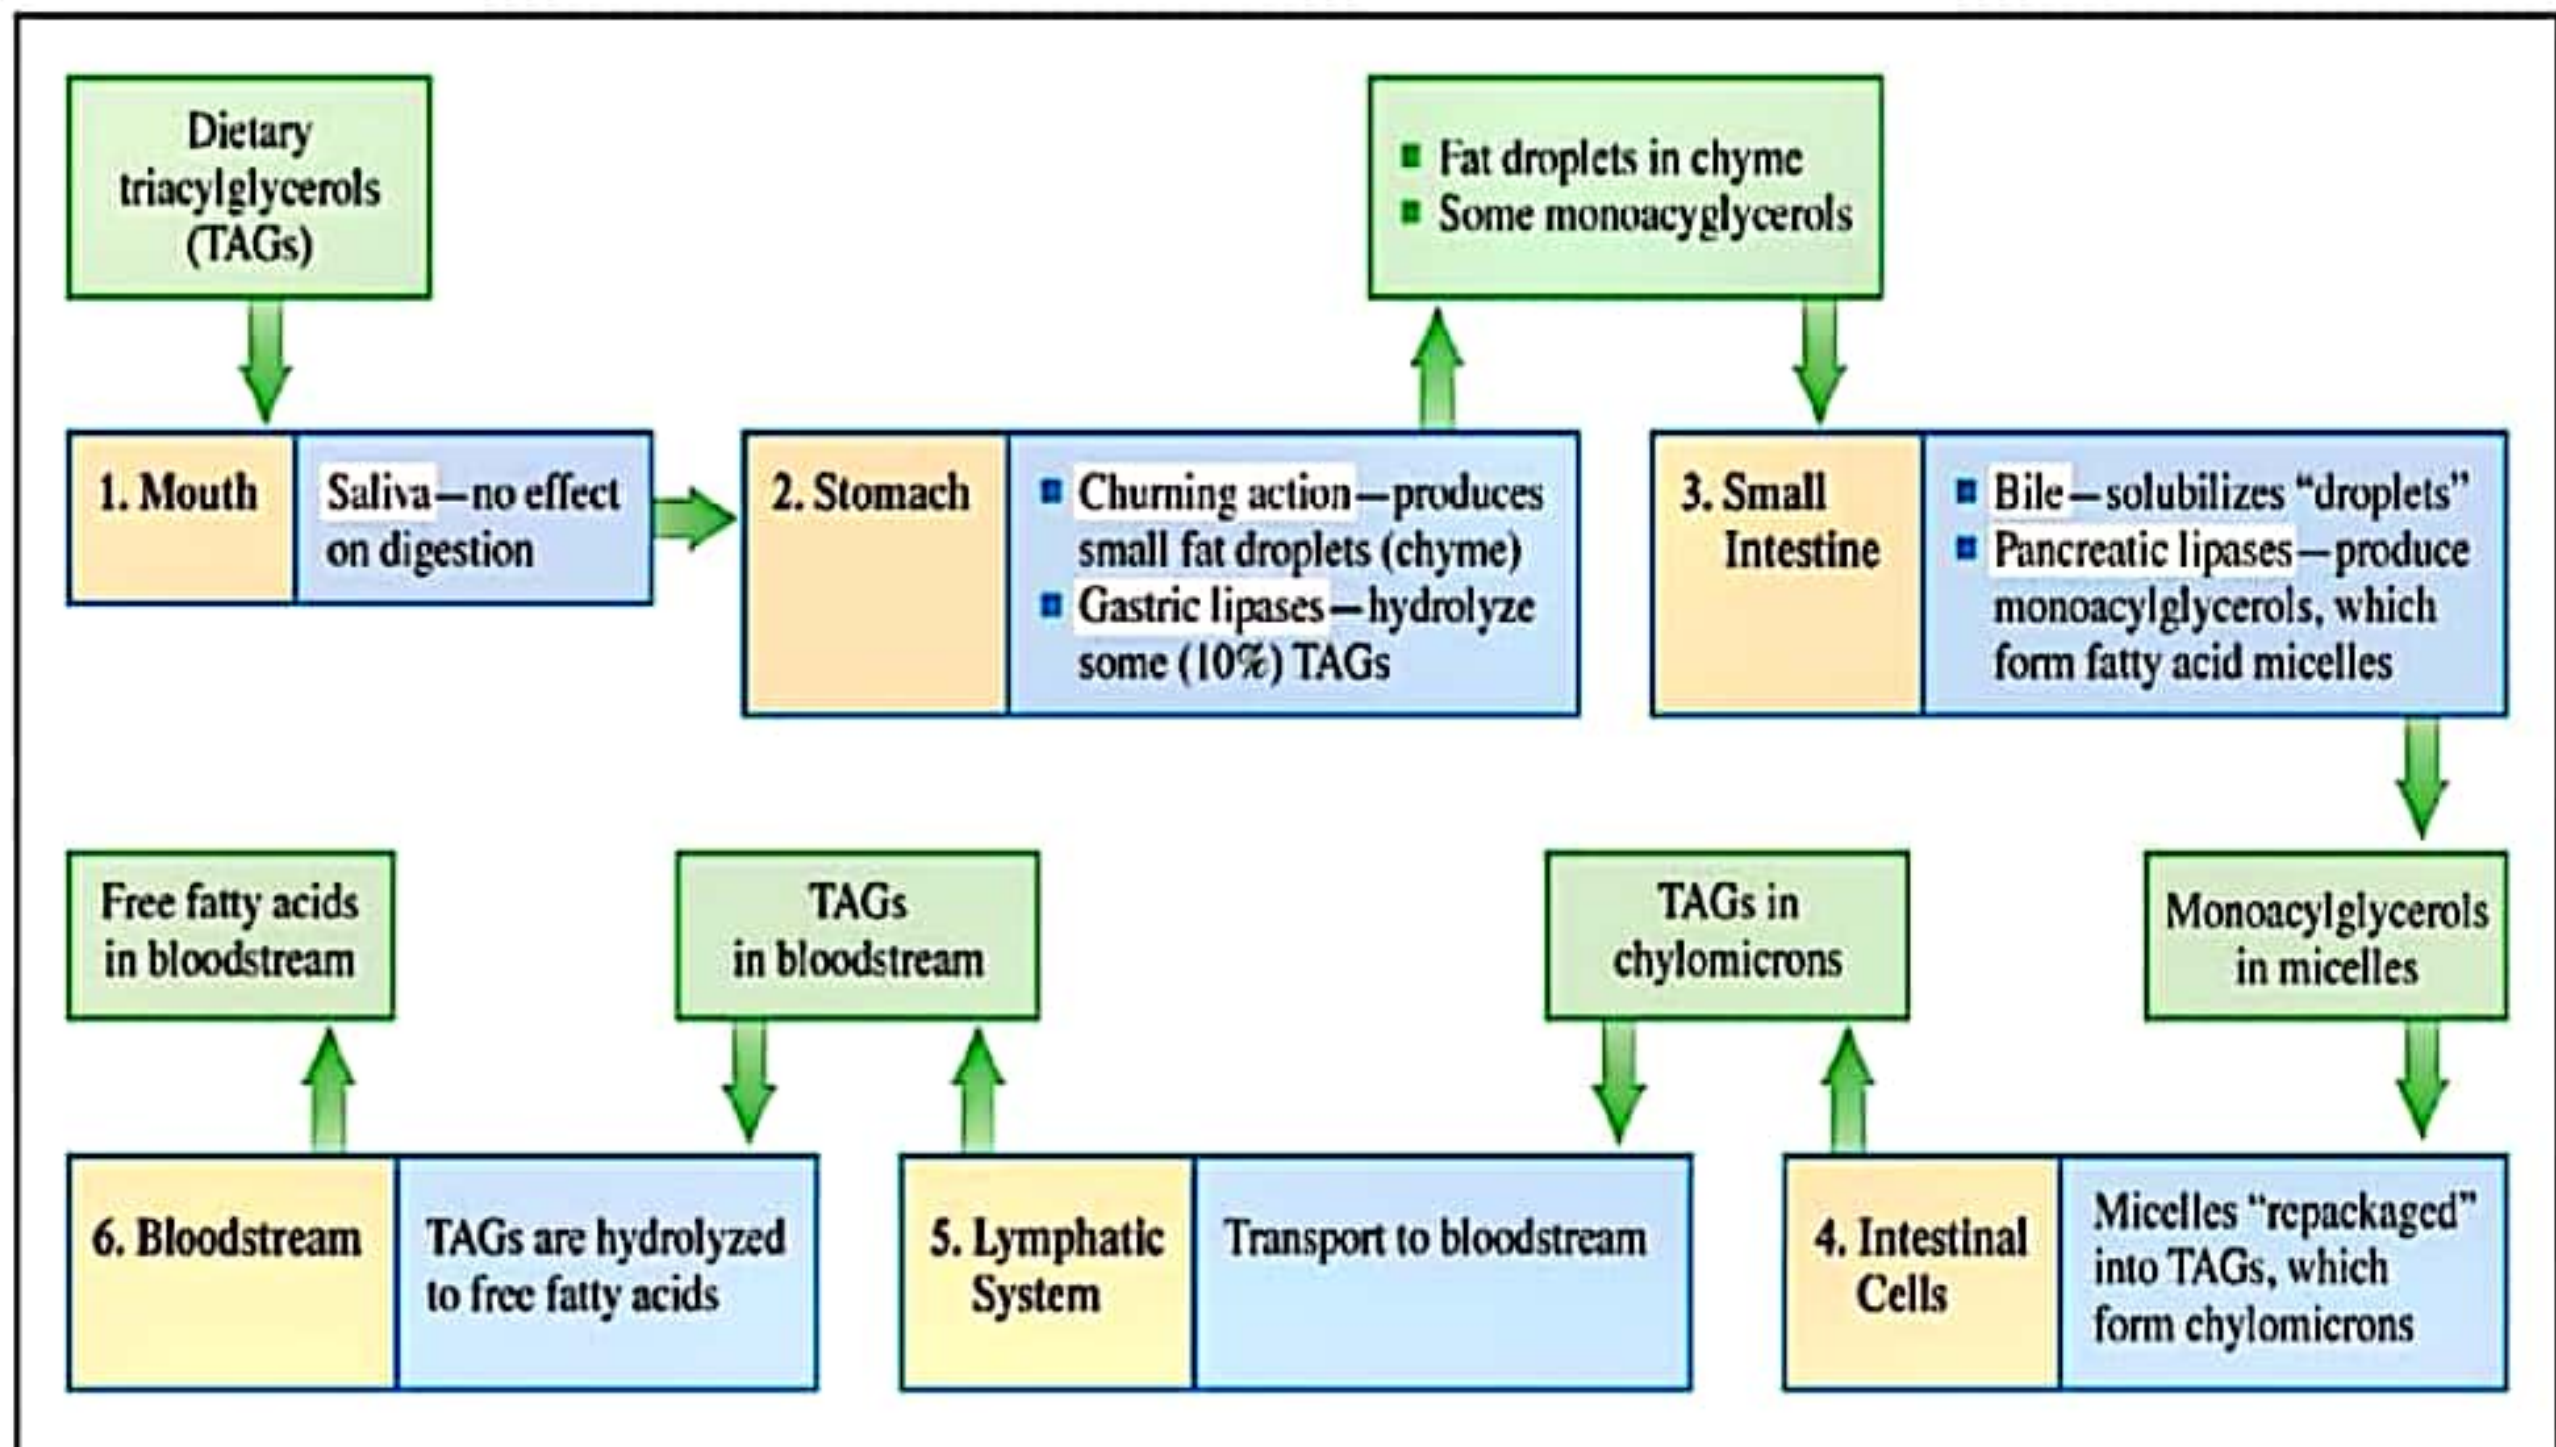 Dietary
triacylglycerols
(TAGs)
■ Fat droplets in chyme
■ Some monoacyglycerols
1. Mouth
Saliva—no effect
on digestion
2. Stomach
■ Churning action—produces
small fat droplets (chyme)
■ Gastric lipases—hydrolyze
some (10%) TAGs
3. Small
Intestine
■ Bile—solubilizes “droplets”
■ Pancreatic lipases—produce
monoacylglycerols, which
form fatty acid micelles
Free fatty acids
in bloodstream
TAGs
in bloodstream
TAGs in
chylomicrons
Monoacylglycerols
in micelles
6. Bloodstream
TAGs are hydrolyzed
to free fatty acids
5. Lymphatic
System
Transport to bloodstream
4. Intestinal
Cells
Micelles “repackaged”
into TAGs, which
form chylomicrons